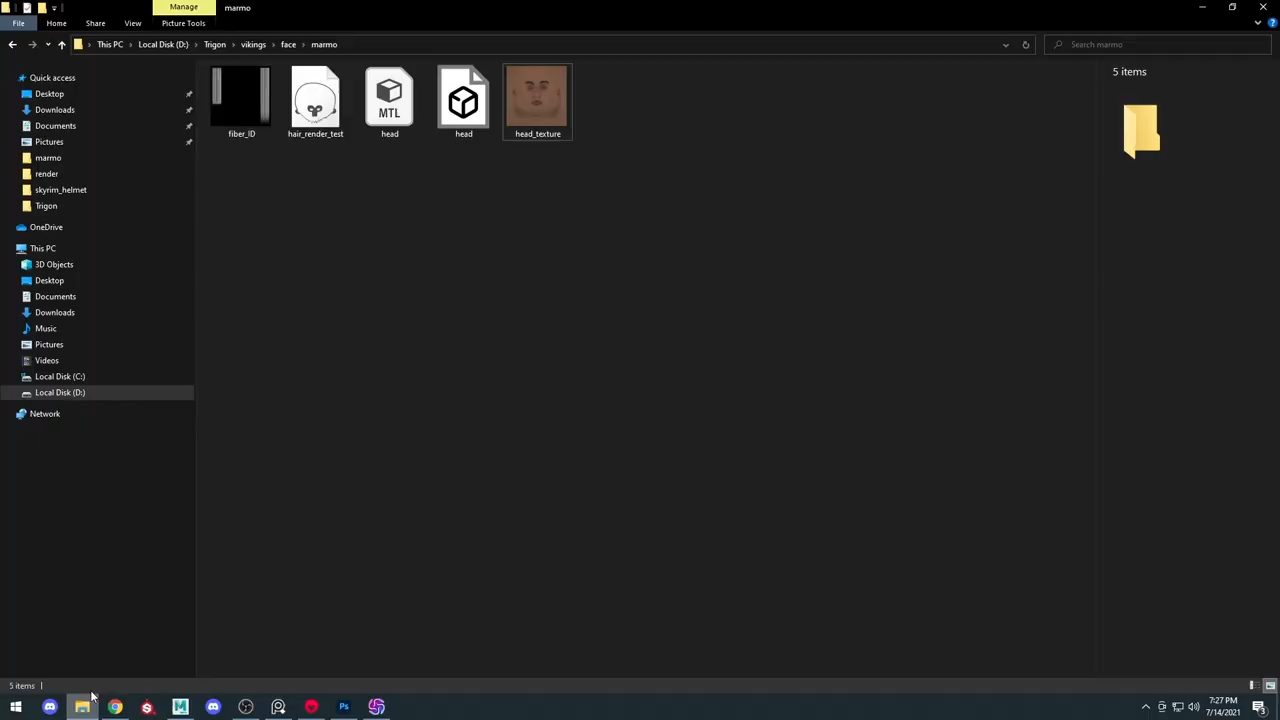 Manage
marmo
File
Home
Share
View
Picture Tools
This PC
Local Disk (D:)
Trigon
vikings
face
marmo
Search marmo
Quick access
Desktop
Downloads
Documents
Pictures
marmo
render
skyrim_helmet
Trigon
OneDrive
This PC
3D Objects
Desktop
Documents
Downloads
Music
Pictures
Videos
Local Disk (C:)
Local Disk (D:)
Network
MTL
fiber_ID
hair_render_test
head
head
head_texture
5 items
5 items
M
Ps
7:27 PM
7/14/2021
3